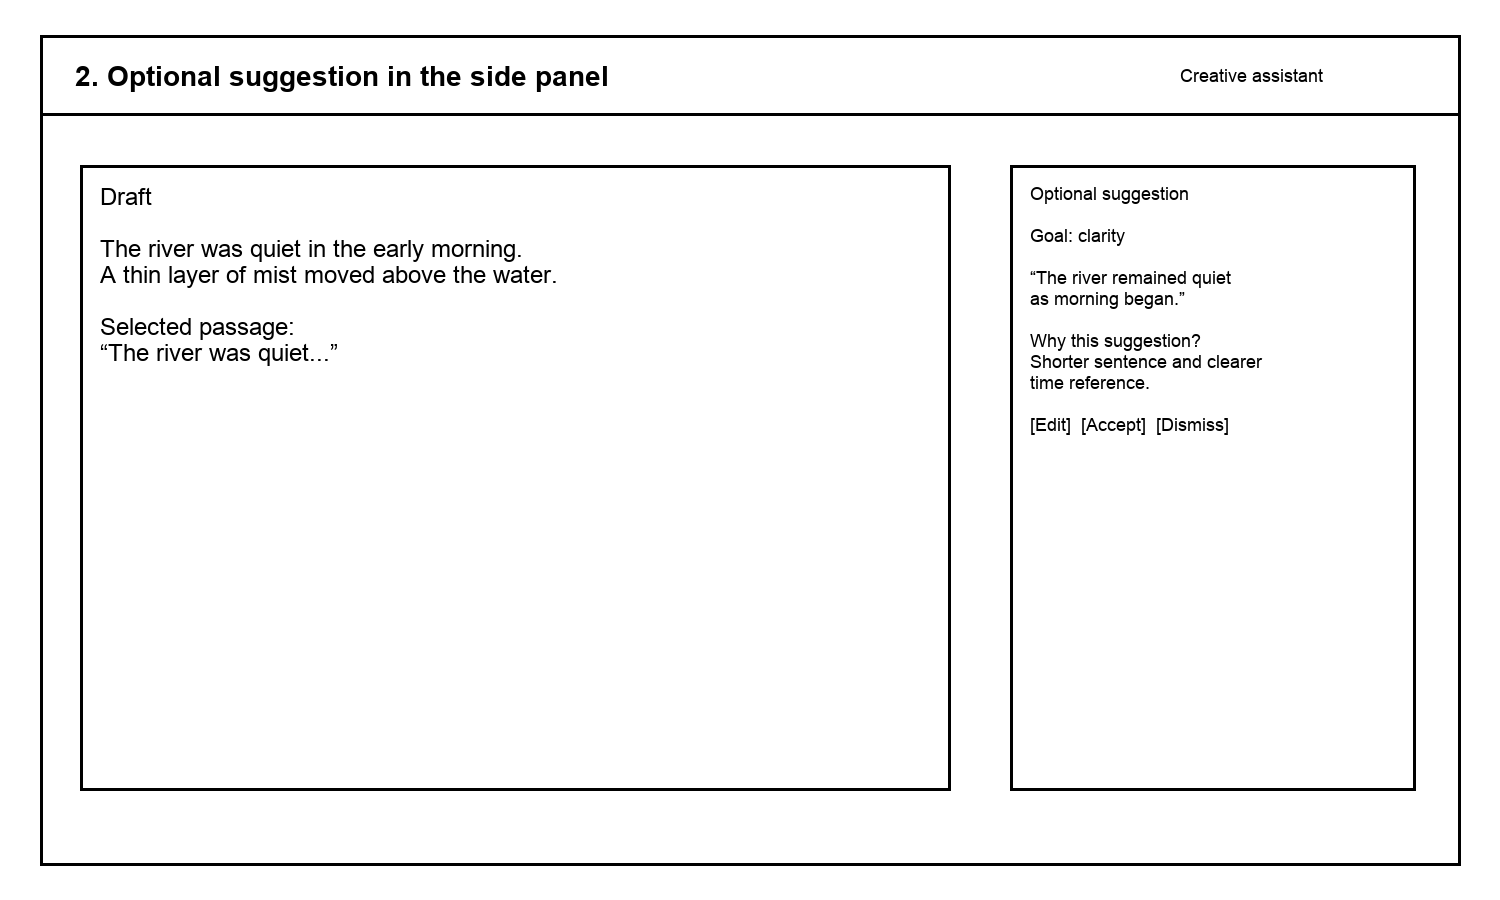 2. Optional suggestion in the side panel
Creative assistant
Draft
The river was quiet in the early morning.
A thin layer of mist moved above the water.
Selected passage:
“The river was quiet...”
Optional suggestion
Goal: clarity
“The river remained quiet
as morning began.”
Why this suggestion?
Shorter sentence and clearer
time reference.
[Edit]  [Accept]  [Dismiss]